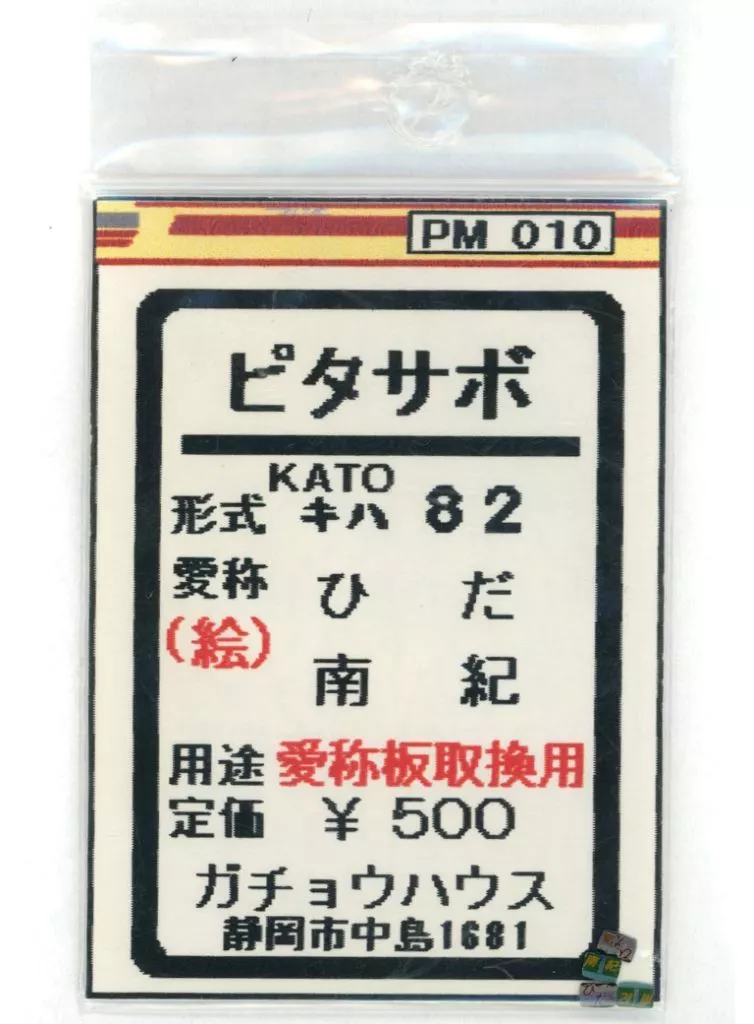 PM 010
ピタサボ
KATO
形式 キハ 82
愛称 ひだ
(絵)
南紀
用途 愛称板取換用
定価 ¥ 500
ガチョウハウス
静岡市中島1681
南紀